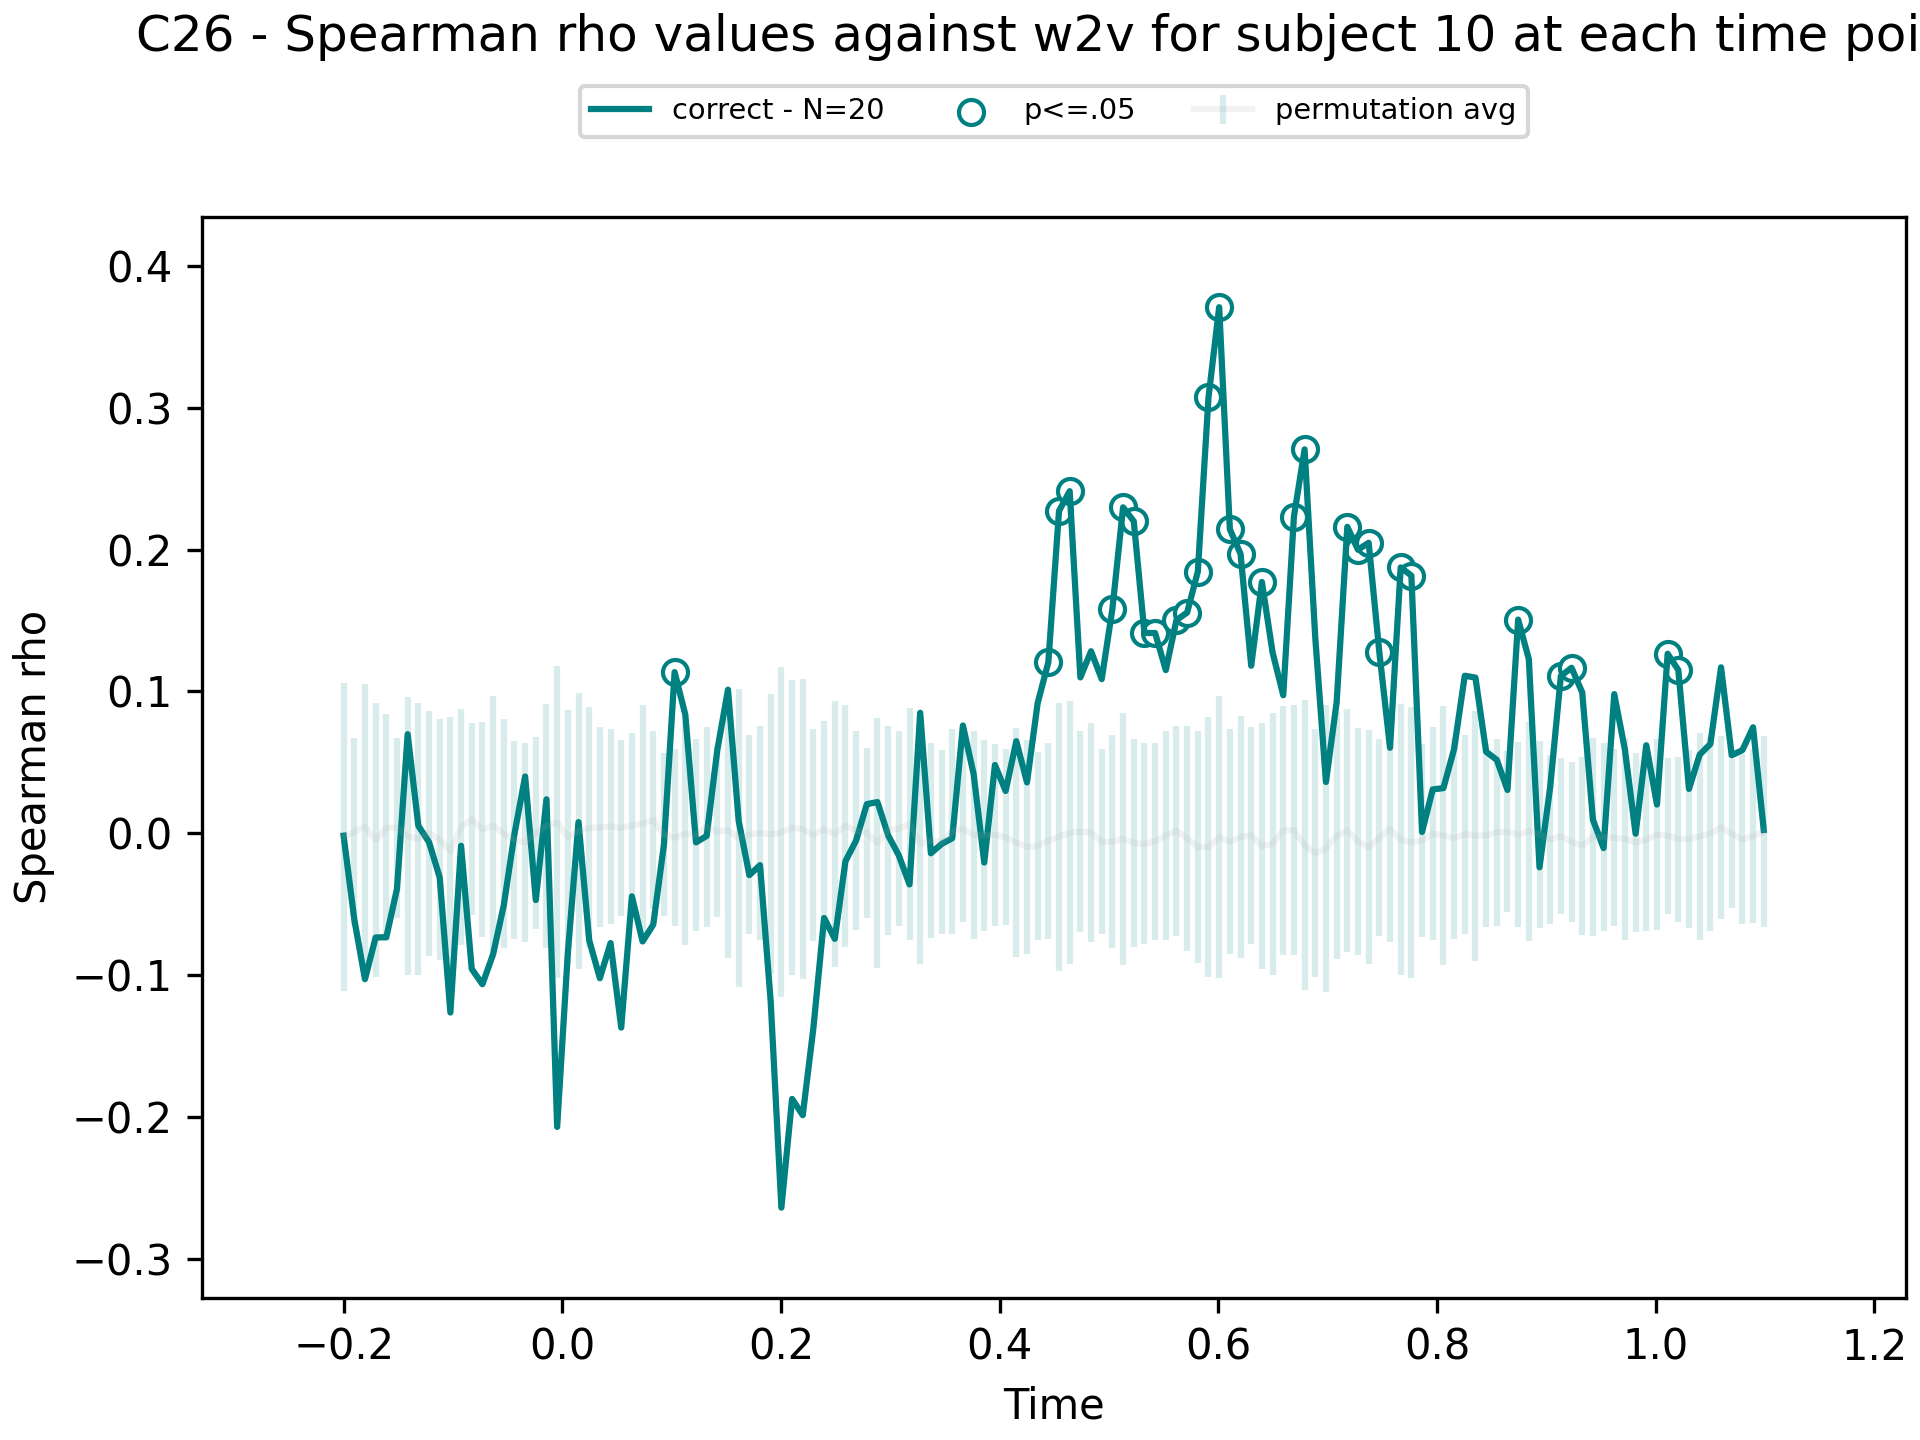 C26 - Spearman rho values against w2v for subject 10 at each time poi
correct - N=20
p<=.05
permutation avg
0.4
0.3
0.2
0.1
0.0
−0.1
−0.2
−0.3
Spearman rho
−0.2
0.0
0.2
0.4
0.6
0.8
1.0
1.2
Time